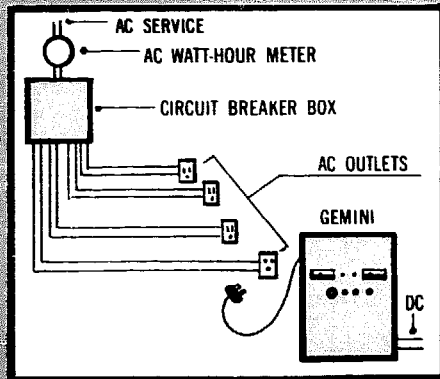 AC SERVICE
AC WATT-HOUR METER
CIRCUIT BREAKER BOX
AC OUTLETS
GEMINI
DC